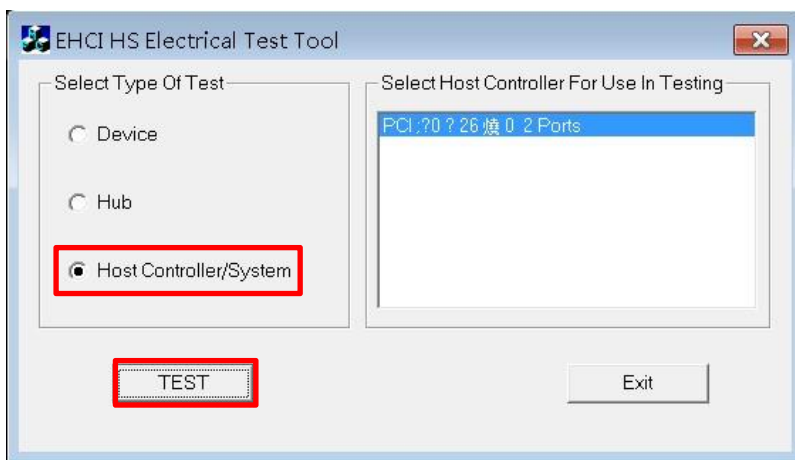 EHCI HS Electrical Test Tool
Select Type Of Test
Device
Hub
Host Controller/System
Select Host Controller For Use In Testing
PCI ;?0 ? 26 燒 0 2 Ports
TEST
Exit